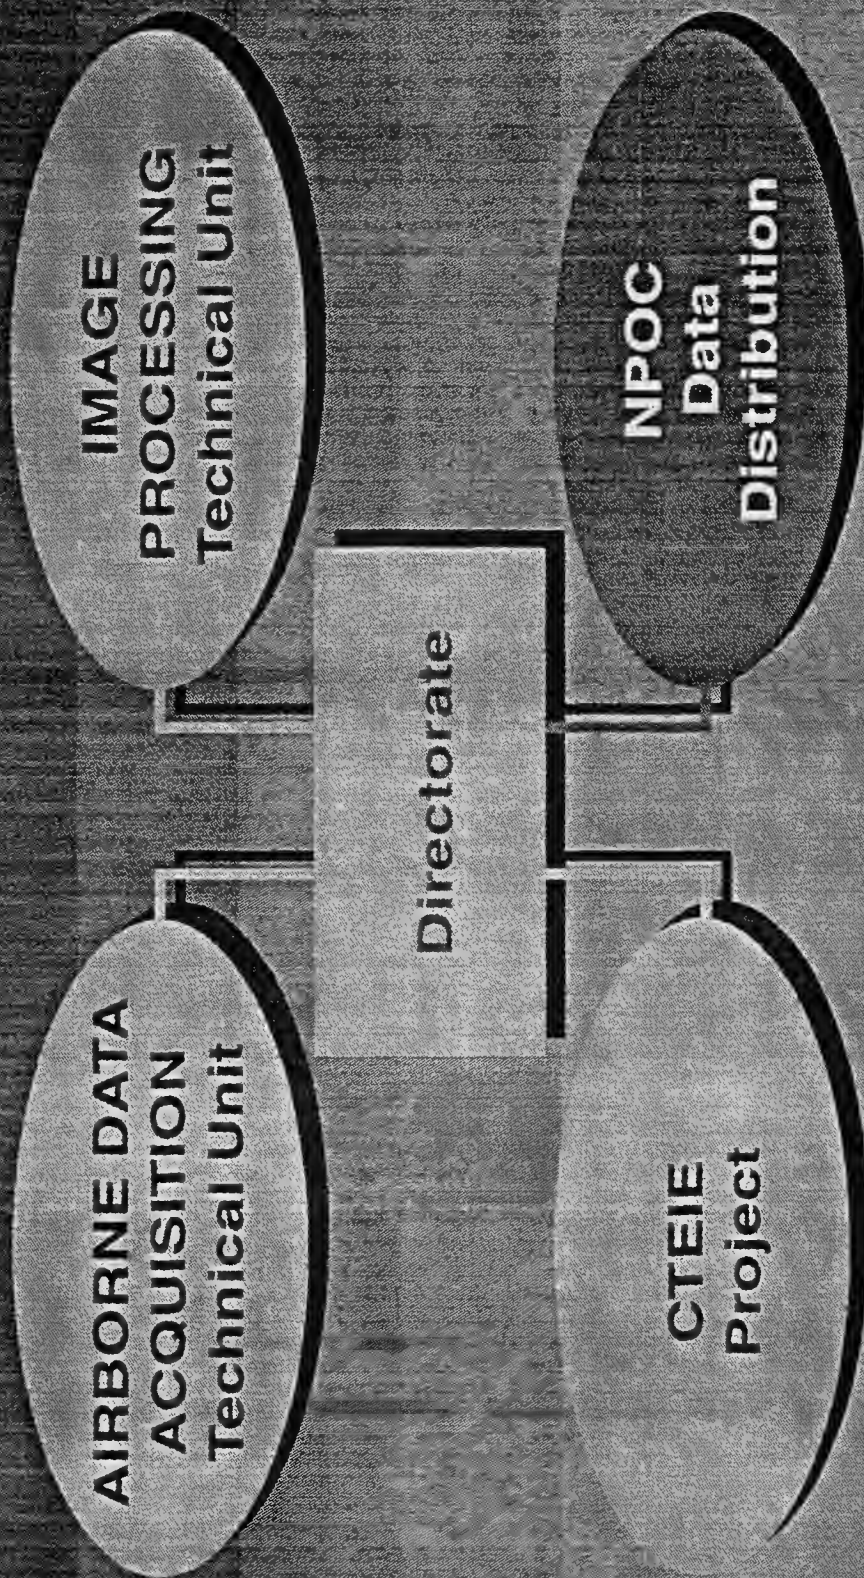 AIRBORNE DATA
ACQUISITION
Technical Unit
IMAGE
PROCESSING
Technical Unit
Directorate
CTEIE
Project
NPOC
Data
Distribution